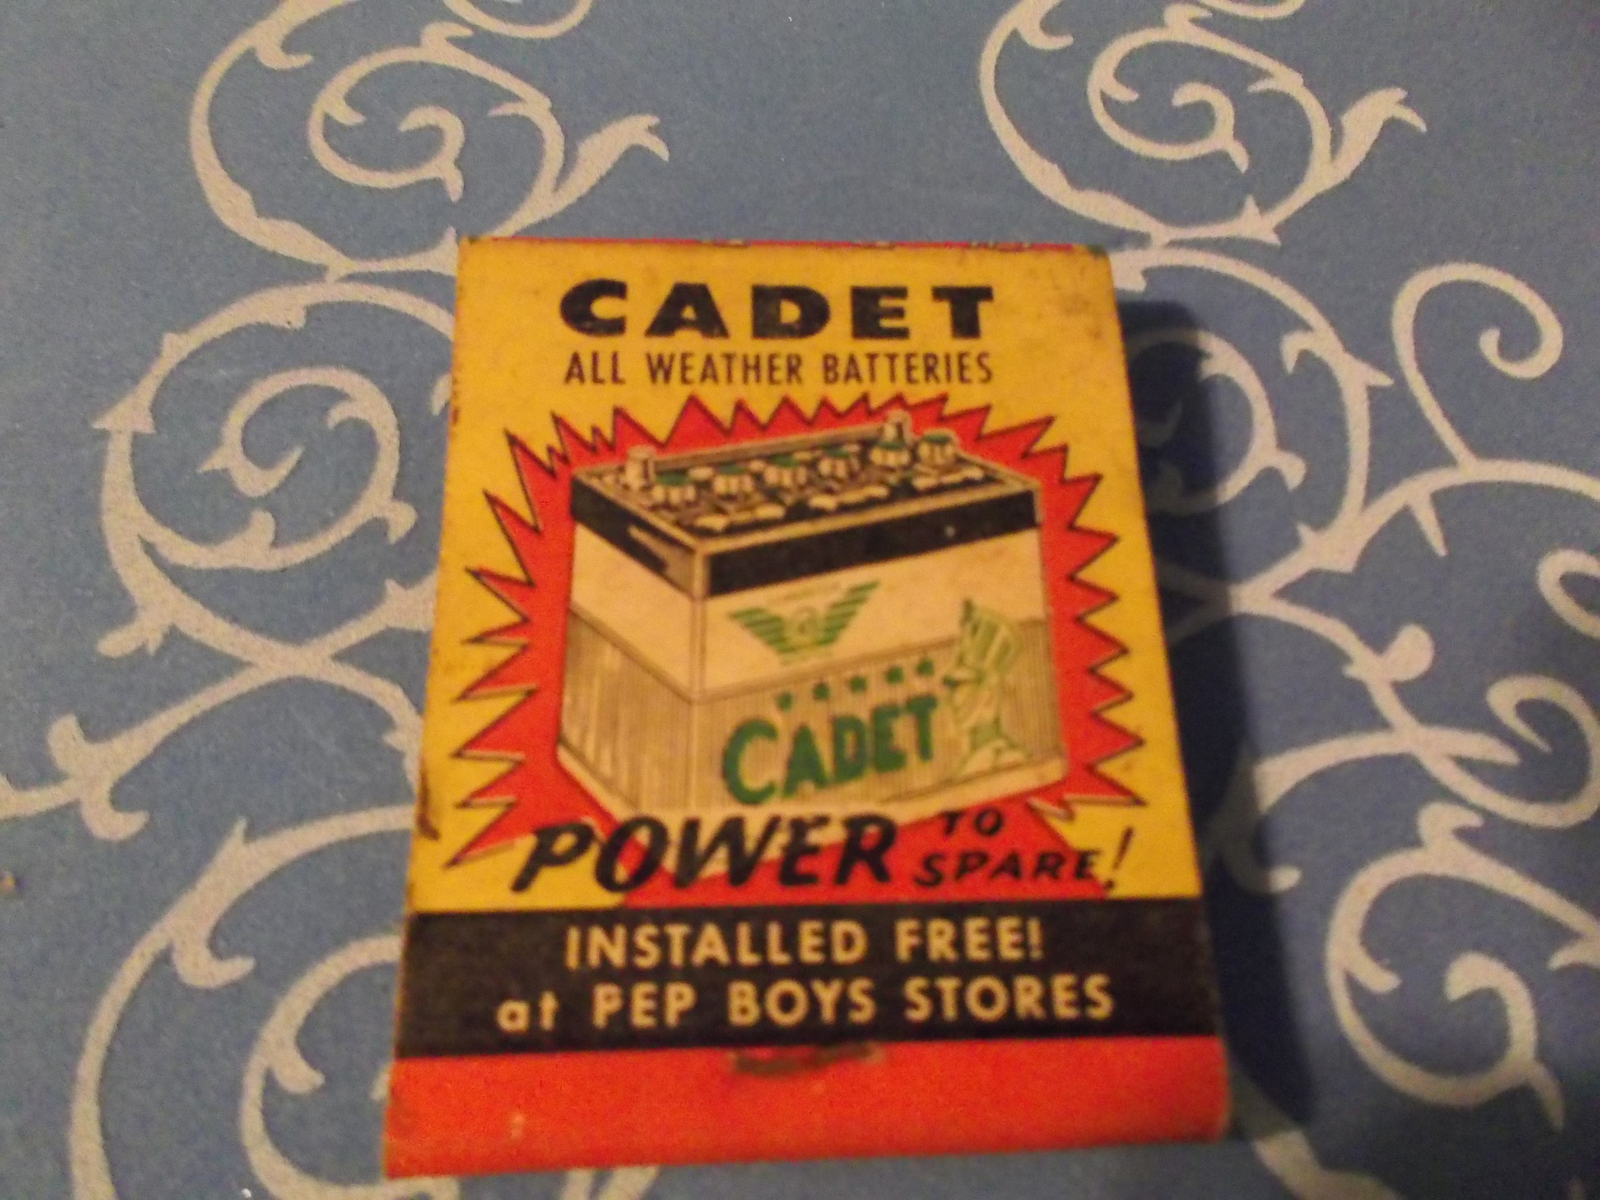 CADET
ALL WEATHER BATTERIES
CADET
POWER TO SPARE!
INSTALLED FREE!
at PEP BOYS STORES